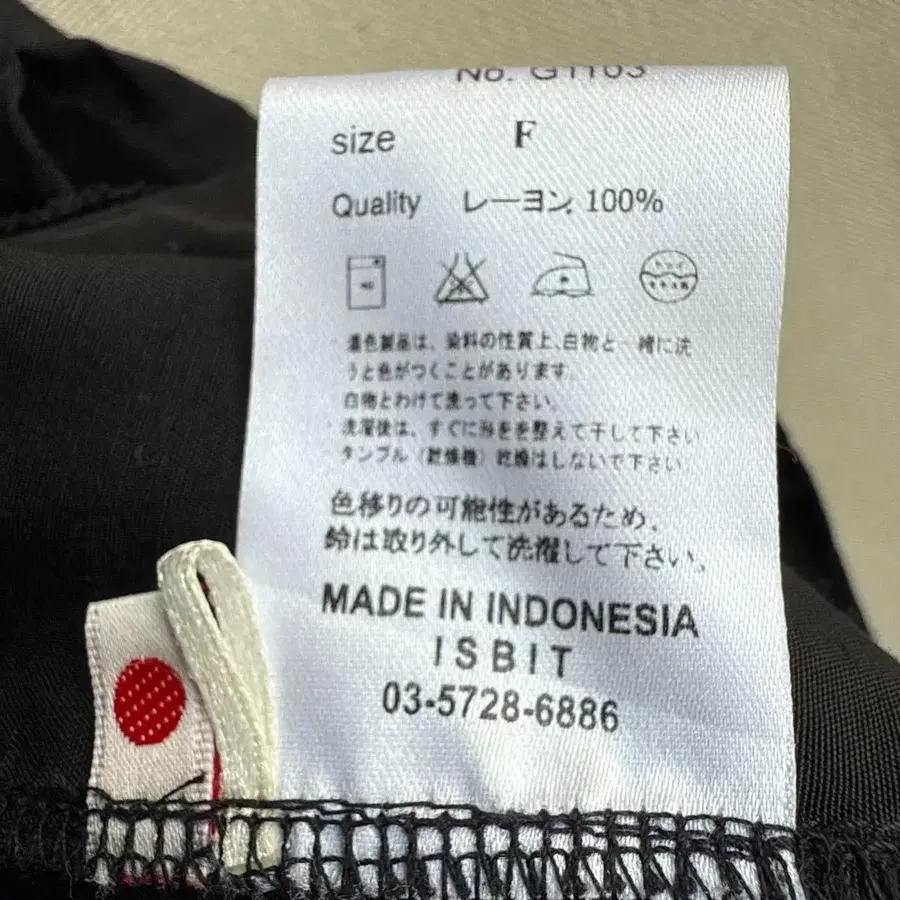 No. G1103
size F
Quality レーヨン 100%
濃色製品は、染料の性質上、白物と一緒に洗
うと色がつくことがあります。
白物とわけて洗って下さい。
洗濯後は、すぐに形を整えて干して下さい
タンブル（乾燥機）乾燥はしないで下さい。
色移りの可能性があるため、
鈴は取り外して洗濯して下さい。
MADE IN INDONESIA
ISBIT
03-5728-6886